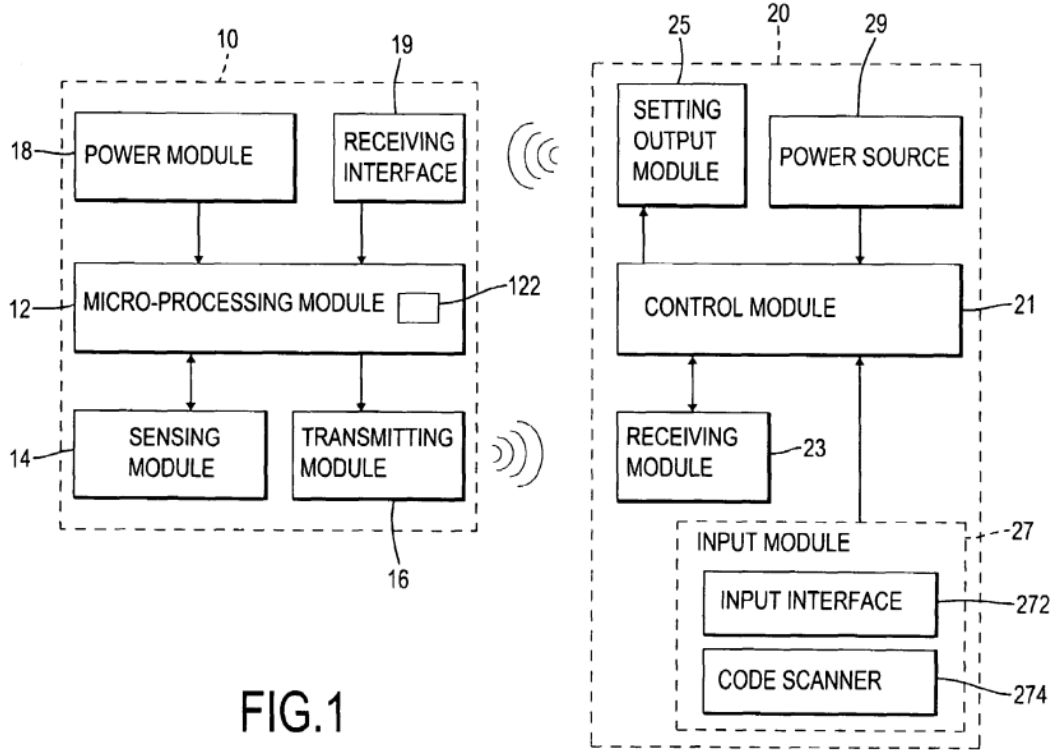 10
19
18
POWER MODULE
RECEIVING
INTERFACE
12
MICRO-PROCESSING MODULE
122
14
SENSING
MODULE
TRANSMITTING
MODULE
16
20
25
29
SETTING
OUTPUT
MODULE
POWER SOURCE
CONTROL MODULE
21
RECEIVING
MODULE
23
INPUT MODULE
27
INPUT INTERFACE
272
CODE SCANNER
274
FIG.1